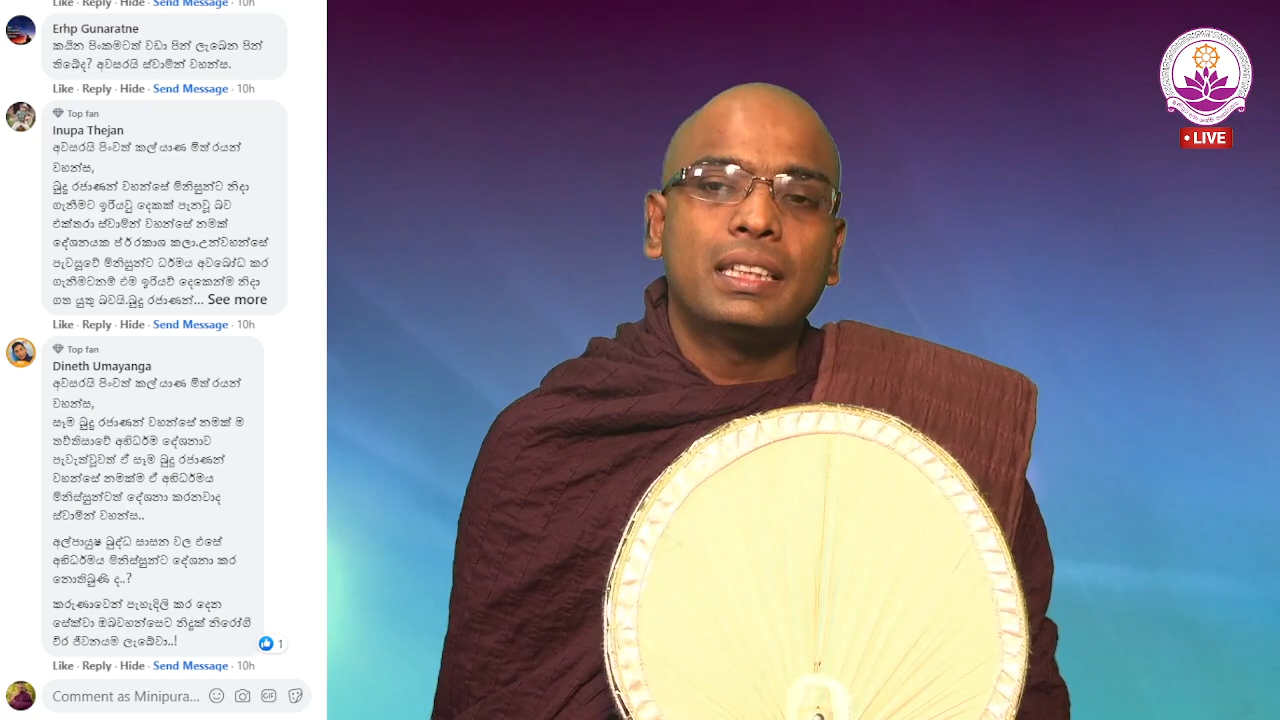 Like · Reply · Hide · Send Message · 10h
Erhp Gunaratne
කයින පිංකමටත් වඩා පින් ලැබෙන පින්
තිබේද? අවසරයි ස්වාමින් වහන්ස.
Like · Reply · Hide · Send Message · 10h
Top fan
Inupa Thejan
අවසරයි පිංවත් කල් යාණ මිත් රයන්
වහන්ස,
බුදු රජාණන් වහන්සේ මිනිසුන්ට නිදා
ගැනීමට ඉරියවු දෙකක් පැනවූ බව
එක්තරා ස්වාමින් වහන්සේ නමක්
දේශනයක ප් ර් රකාශ කලා.උන්වහන්සේ
පැවසුවේ මිනිසුන්ට ධර්මය අවබෝධ කර
ගැනීමටනම් එම ඉරියව් දෙකෙන්ම නිදා
ගත යුතු බවයි.බුදු රජාණන්... See more
Like · Reply · Hide · Send Message · 10h
Top fan
Dineth Umayanga
අවසරයි පිංවත් කල් යාණ මිත් රයන්
වහන්ස,
සෑම බුදු රජාණන් වහන්සේ නමක් ම
තව්තිසාවේ අභිධර්ම දේශනාව
පැවැත්වුවත් ඒ සෑම බුදු රජාණන්
වහන්සේ නමක්ම ඒ අභිධර්මය
මිනිස්සුන්ටත් දේශනා කරනවාද
ස්වාමින් වහන්ස..
අල්පායුෂ බුද්ධ සාසන වල එසේ
අභිධර්මය මිනිස්සුන්ට දේශනා කර
නොතිබුණි ද..?
කරුණාවෙන් පැහැදිලි කර දෙන
සේක්වා ඔබවහන්සෙට නිදුක් නිරෝගි
චිර ජීවනයම ලැබේවා..!
1
Like · Reply · Hide · Send Message · 10h
Comment as Minipura...
GIF
LIVE